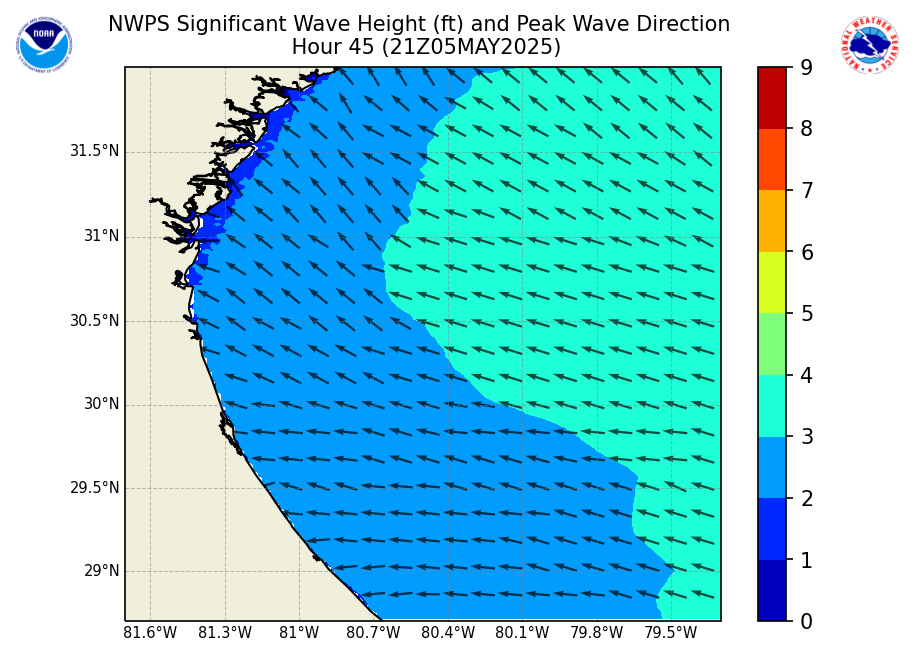 NWPS Significant Wave Height (ft) and Peak Wave Direction
Hour 45 (21Z05MAY2025)
NOAA
NATIONAL WEATHER SERVICE
9
8
7
6
5
4
3
2
1
0
31.5°N
31°N
30.5°N
30°N
29.5°N
29°N
81.6°W 81.3°W 81°W 80.7°W 80.4°W 80.1°W 79.8°W 79.5°W